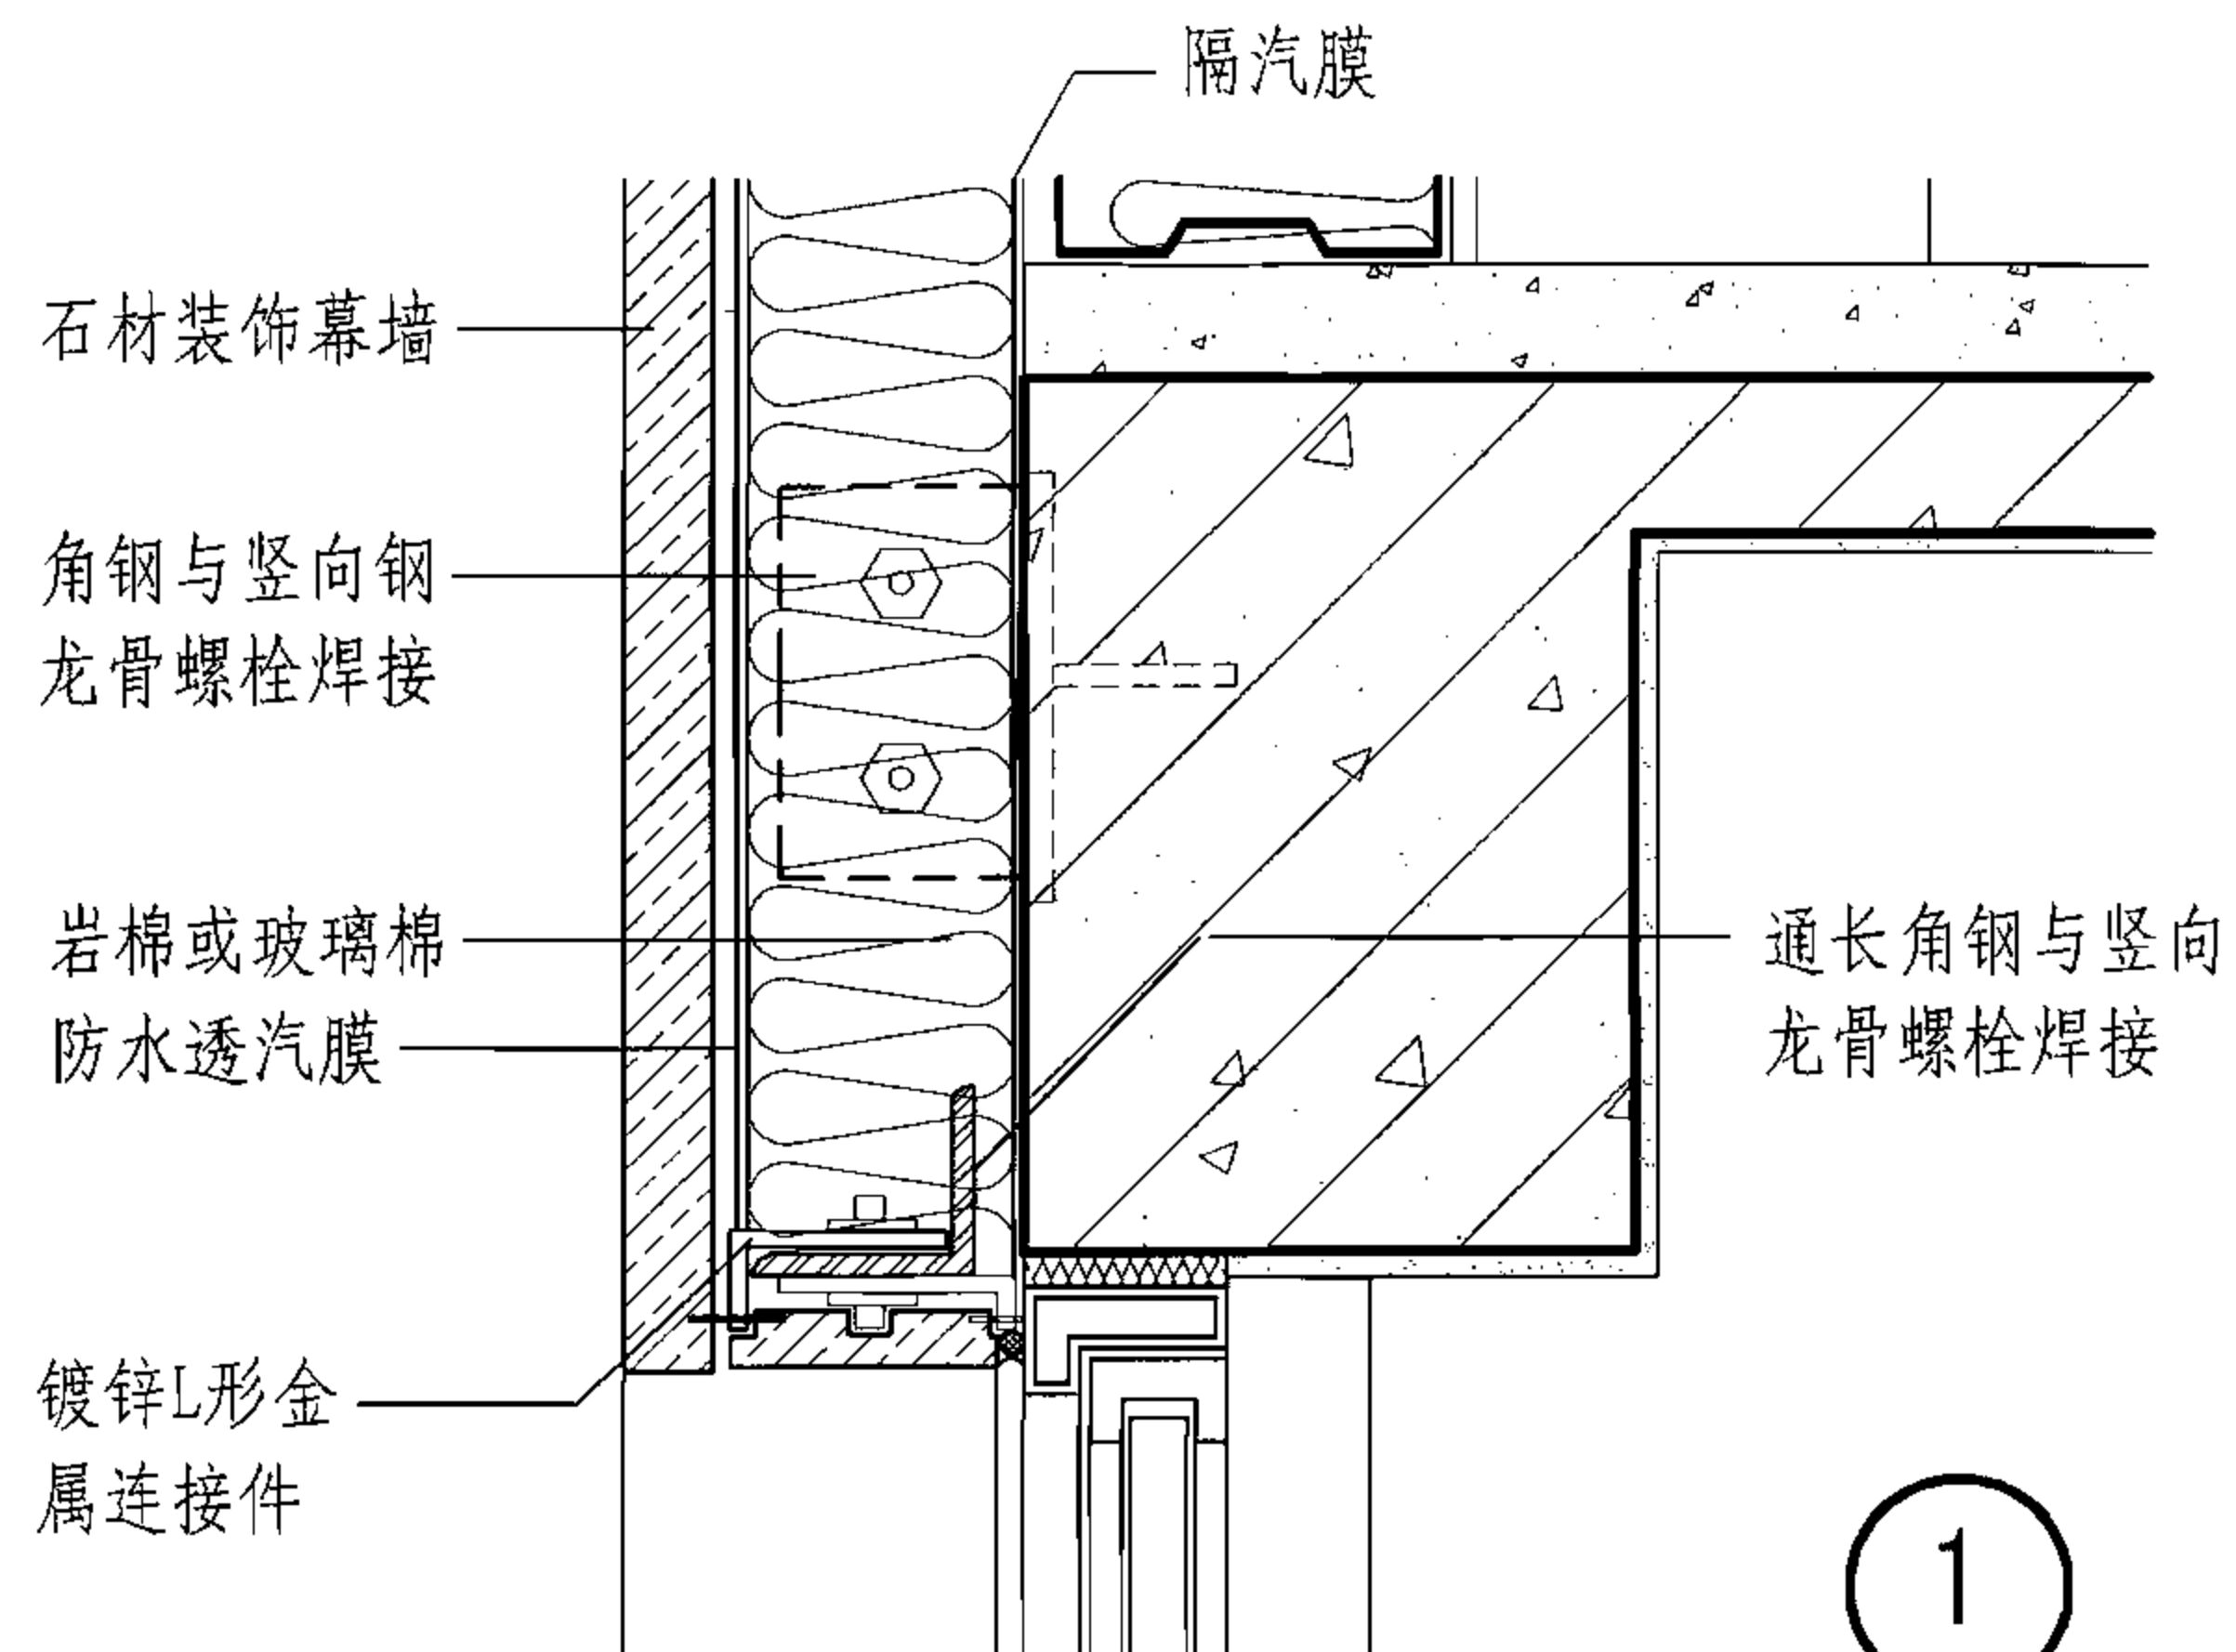 隔汽膜
石材装饰幕墙
角钢与竖向钢
龙骨螺栓焊接
岩棉或玻璃棉
防水透汽膜
通长角钢与竖向
龙骨螺栓焊接
镀锌L形金
属连接件
1